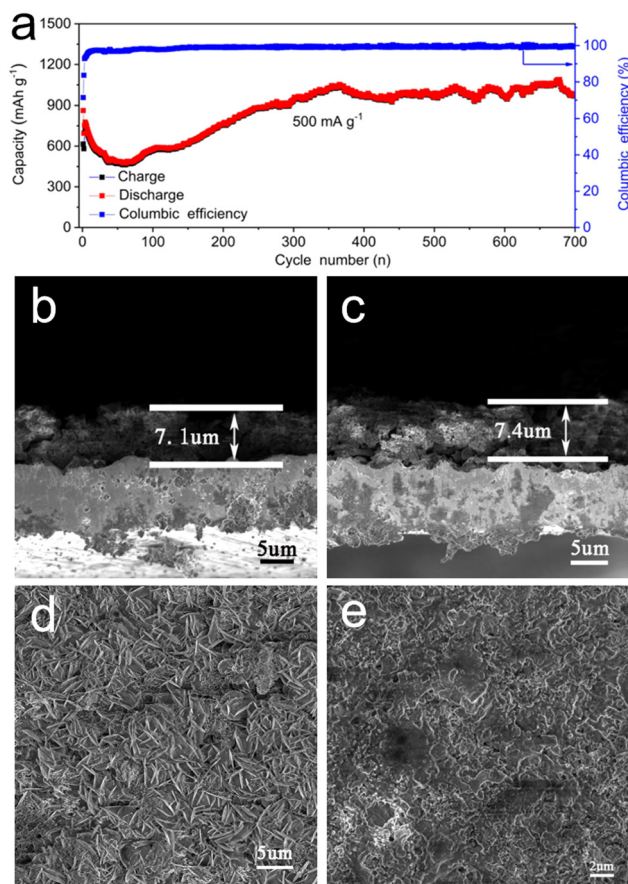 a
1500
1200
900
600
300
0
Capacity (mAh g⁻¹)
500 mA g⁻¹
Charge
Discharge
Columbic efficiency
0 100 200 300 400 500 600 700
Cycle number (n)
100
80
60
40
20
0
Columbic efficiency (%)
b
7.1um
5um
c
7.4um
5um
d
5um
e
2um